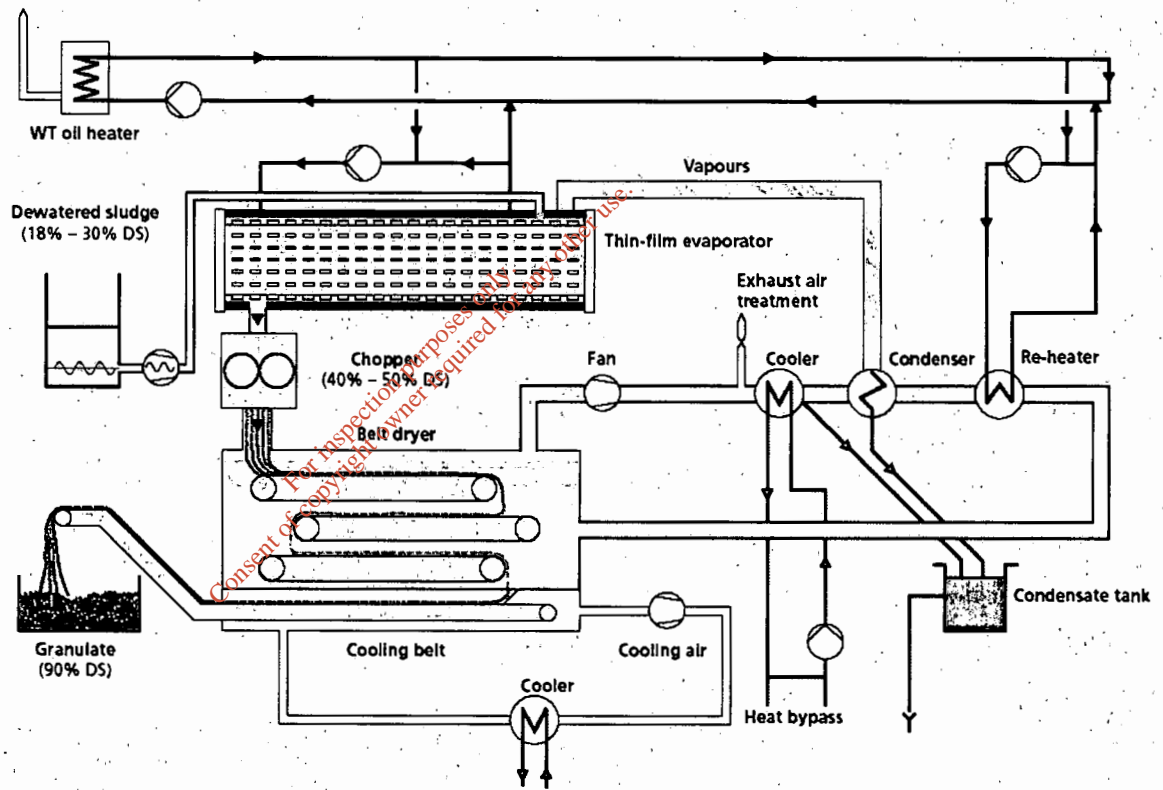 WT oil heater
Vapours
Dewatered sludge
(18% – 30% DS)
Thin-film evaporator
Exhaust air
treatment
Chopper
(40% – 50% DS)
Fan
Cooler
Condenser
Re-heater
Belt dryer
For inspection purposes only.
Consent of copyright owner required for any other use.
Condensate tank
Granulate
(90% DS)
Cooling belt
Cooling air
Cooler
Heat bypass